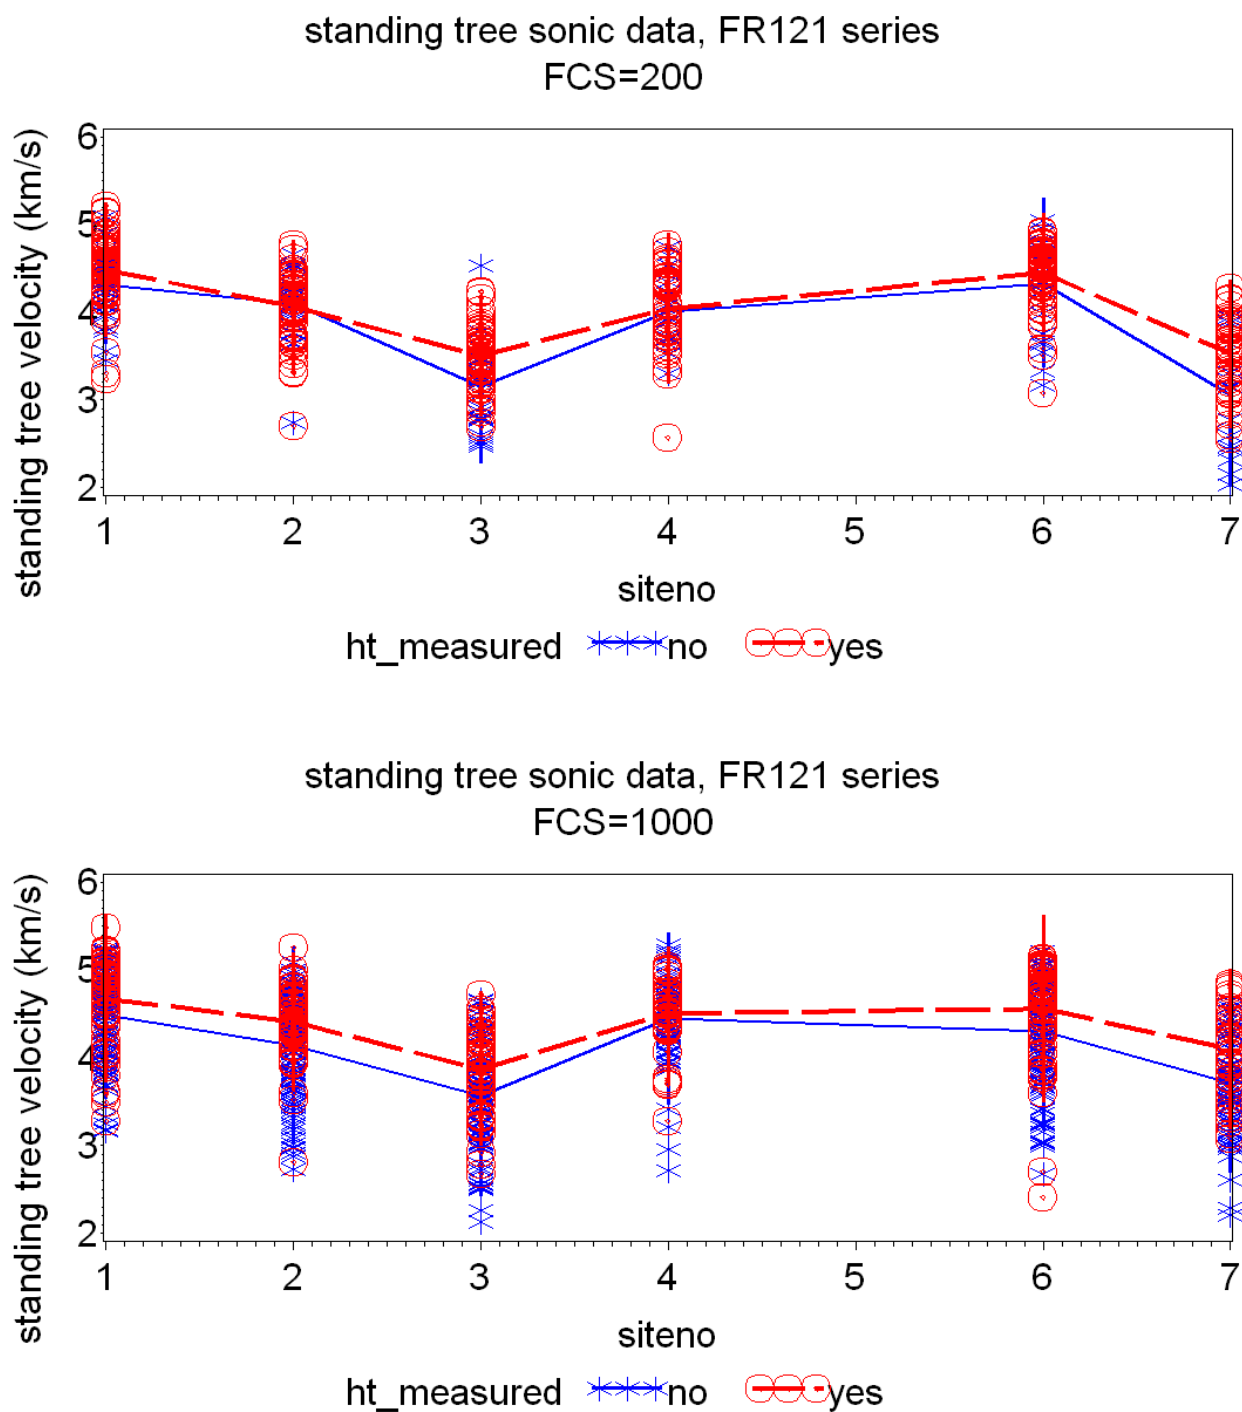 standing tree sonic data, FR121 series
FCS=200
standing tree velocity (km/s)
6
5
4
3
2
1 2 3 4 5 6 7
siteno
ht_measured no yes
standing tree sonic data, FR121 series
FCS=1000
standing tree velocity (km/s)
6
5
4
3
2
1 2 3 4 5 6 7
siteno
ht_measured no yes